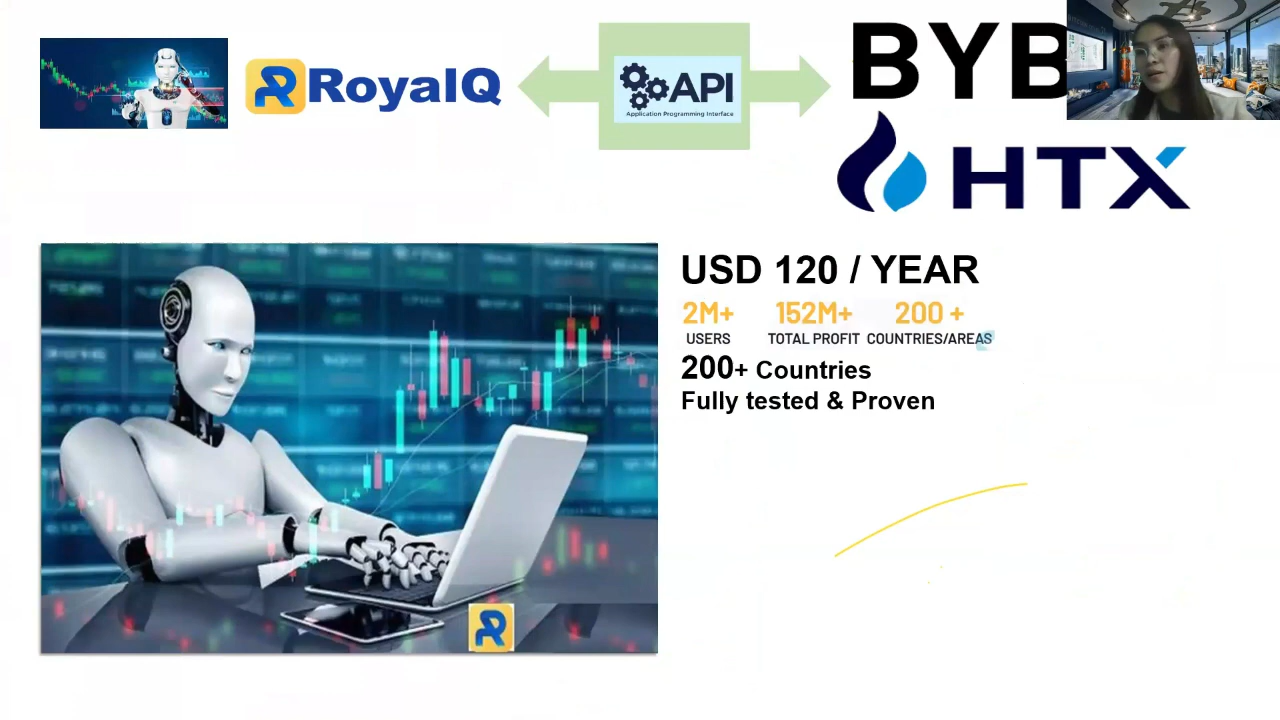 RoyalQ
API
Application Programming Interface
BYB
HTX
USD 120 / YEAR
2M+ 152M+ 200 +
USERS TOTAL PROFIT COUNTRIES/AREAS
200+ Countries
Fully tested & Proven